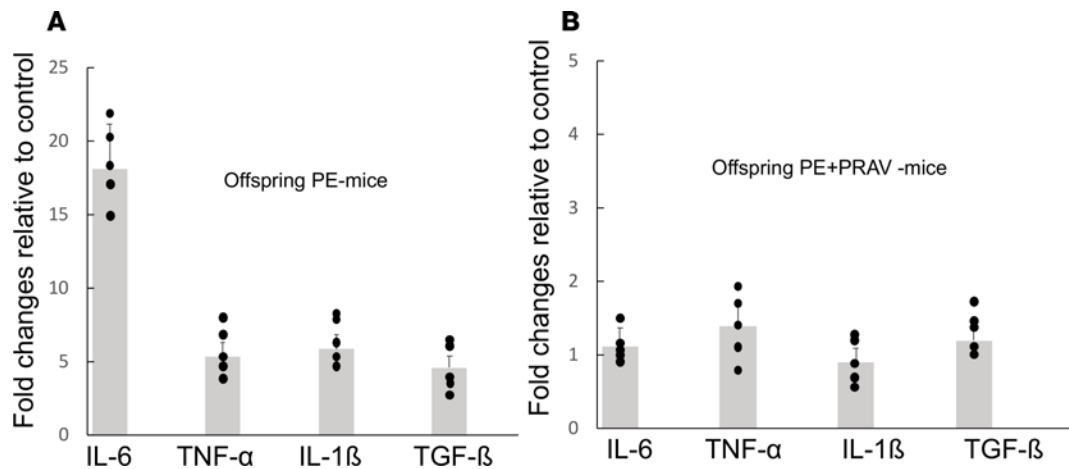 A
Fold changes relative to control
25
20
15
10
5
0
Offspring PE-mice
IL-6
TNF-α
IL-1ß
TGF-ß
B
Fold changes relative to control
5
4
3
2
1
0
Offspring PE+PRAV -mice
IL-6
TNF-α
IL-1ß
TGF-ß